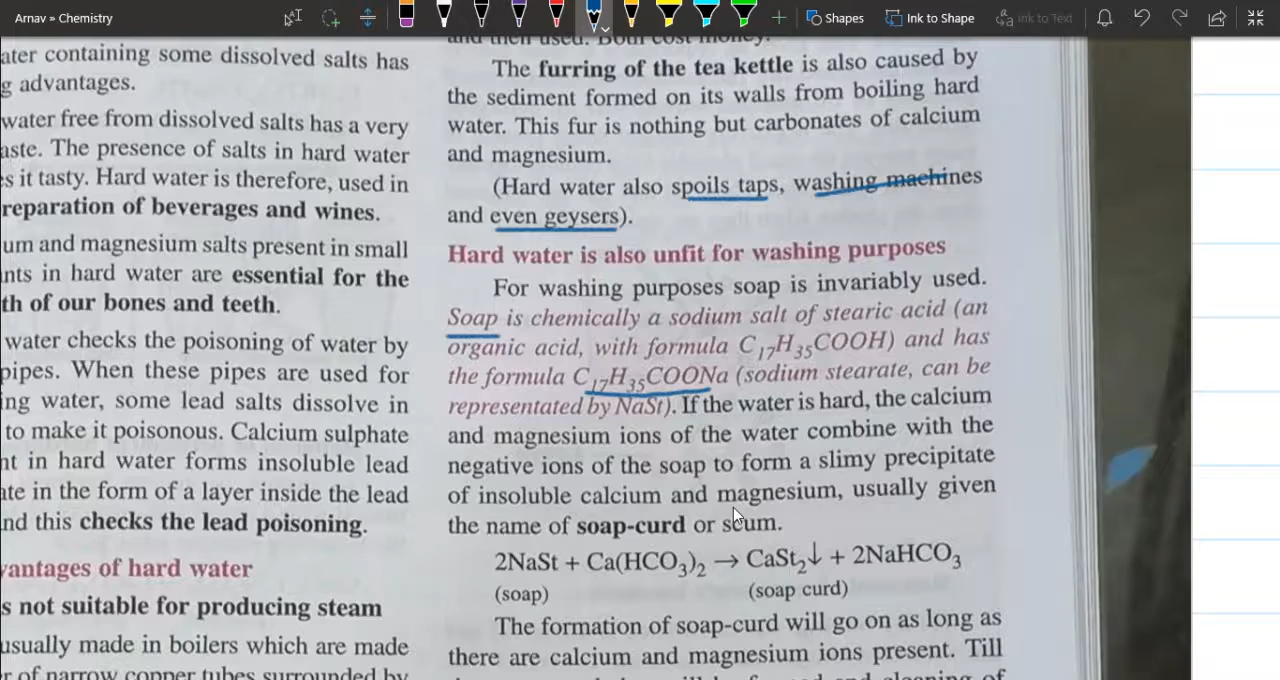 Arnav » Chemistry
Shapes
Ink to Shape
Ink to Text
ater containing some dissolved salts has
g advantages.
water free from dissolved salts has a very
aste. The presence of salts in hard water
s it tasty. Hard water is therefore, used in
reparation of beverages and wines.
um and magnesium salts present in small
nts in hard water are essential for the
th of our bones and teeth.
water checks the poisoning of water by
pipes. When these pipes are used for
ing water, some lead salts dissolve in
to make it poisonous. Calcium sulphate
nt in hard water forms insoluble lead
ate in the form of a layer inside the lead
nd this checks the lead poisoning.
vantages of hard water
s not suitable for producing steam
usually made in boilers which are made
r of narrow copper tubes surrounded by
and then used. Both cost money.
The furring of the tea kettle is also caused by
the sediment formed on its walls from boiling hard
water. This fur is nothing but carbonates of calcium
and magnesium.
(Hard water also spoils taps, washing machines
and even geysers).
Hard water is also unfit for washing purposes
For washing purposes soap is invariably used.
Soap is chemically a sodium salt of stearic acid (an
organic acid, with formula C₁₇H₃₅COOH) and has
the formula C₁₇H₃₅COONa (sodium stearate, can be
representated by NaSt). If the water is hard, the calcium
and magnesium ions of the water combine with the
negative ions of the soap to form a slimy precipitate
of insoluble calcium and magnesium, usually given
the name of soap-curd or scum.
2NaSt + Ca(HCO₃)₂ → CaSt₂↓ + 2NaHCO₃
(soap) (soap curd)
The formation of soap-curd will go on as long as
there are calcium and magnesium ions present. Till